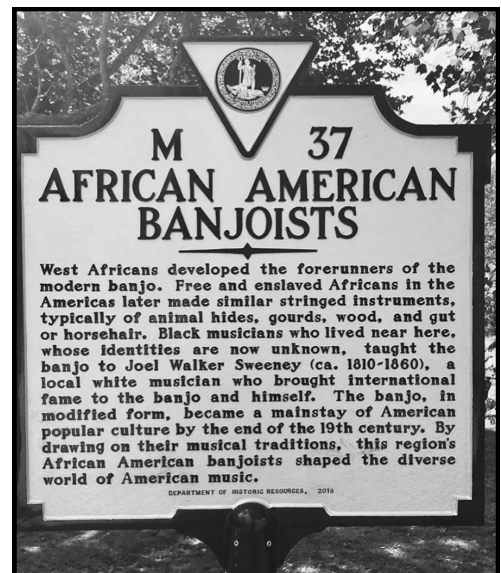 M 37
AFRICAN AMERICAN
BANJOISTS
West Africans developed the forerunners of the
modern banjo. Free and enslaved Africans in the
Americas later made similar stringed instruments,
typically of animal hides, gourds, wood, and gut
or horsehair. Black musicians who lived near here,
whose identities are now unknown, taught the
banjo to Joel Walker Sweeney (ca. 1810-1860), a
local white musician who brought international
fame to the banjo and himself. The banjo, in
modified form, became a mainstay of American
popular culture by the end of the 19th century. By
drawing on their musical traditions, this region's
African American banjoists shaped the diverse
world of American music.
DEPARTMENT OF HISTORIC RESOURCES, 2018